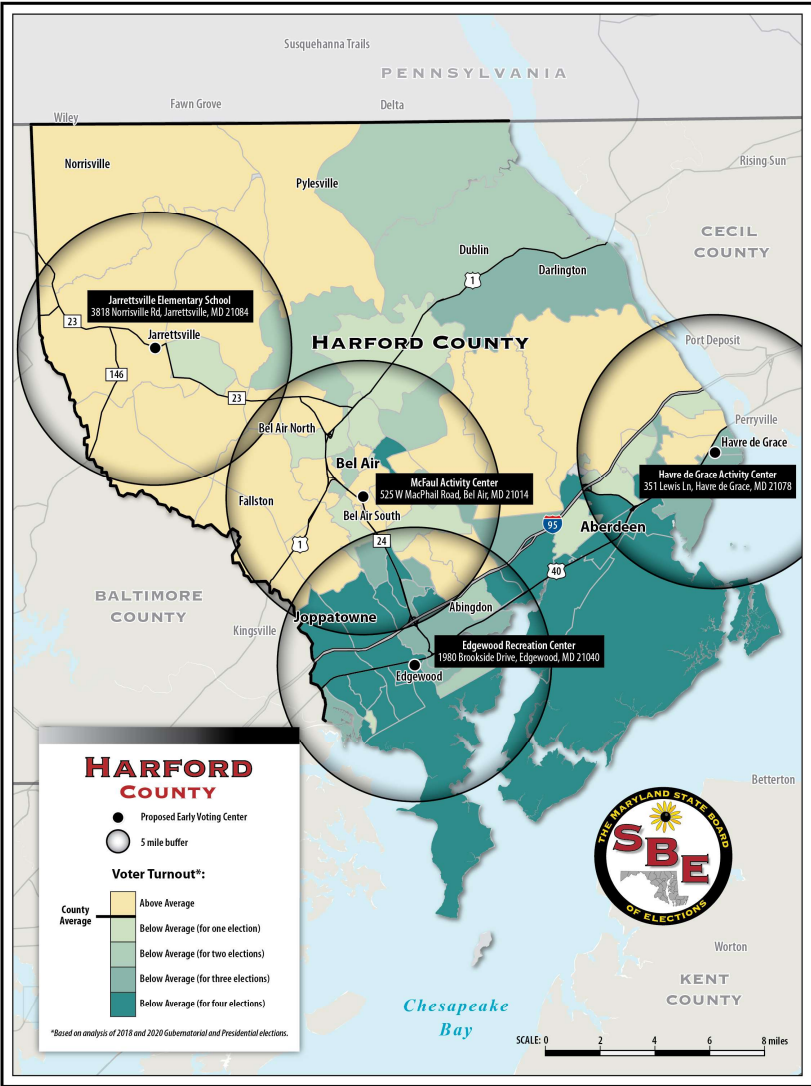 Susquehanna Trails
PENNSYLVANIA
Fawn Grove
Delta
Wiley
Norrisville
Pylesville
Rising Sun
CECIL
COUNTY
Dublin
Darlington
1
Jarrettsville Elementary School
3818 Norrisville Rd, Jarrettsville, MD 21084
23
Jarrettsville
HARFORD COUNTY
Port Deposit
146
23
Perryville
Bel Air North
Havre de Grace
Bel Air
McFaul Activity Center
525 W MacPhail Road, Bel Air, MD 21014
Havre de Grace Activity Center
351 Lewis Ln, Havre de Grace, MD 21078
Fallston
Bel Air South
95
Aberdeen
1
24
40
BALTIMORE
COUNTY
Abingdon
Joppatowne
Kingsville
Edgewood Recreation Center
1980 Brookside Drive, Edgewood, MD 21040
Edgewood
HARFORD
COUNTY
Proposed Early Voting Center
5 mile buffer
Voter Turnout*:
County
Average
Above Average
Below Average (for one election)
Below Average (for two elections)
Below Average (for three elections)
Below Average (for four elections)
*Based on analysis of 2018 and 2020 Gubernatorial and Presidential elections.
Betterton
THE MARYLAND STATE BOARD
SBE
OF ELECTIONS
Worton
KENT
COUNTY
Chesapeake
Bay
SCALE: 0 2 4 6 8 miles